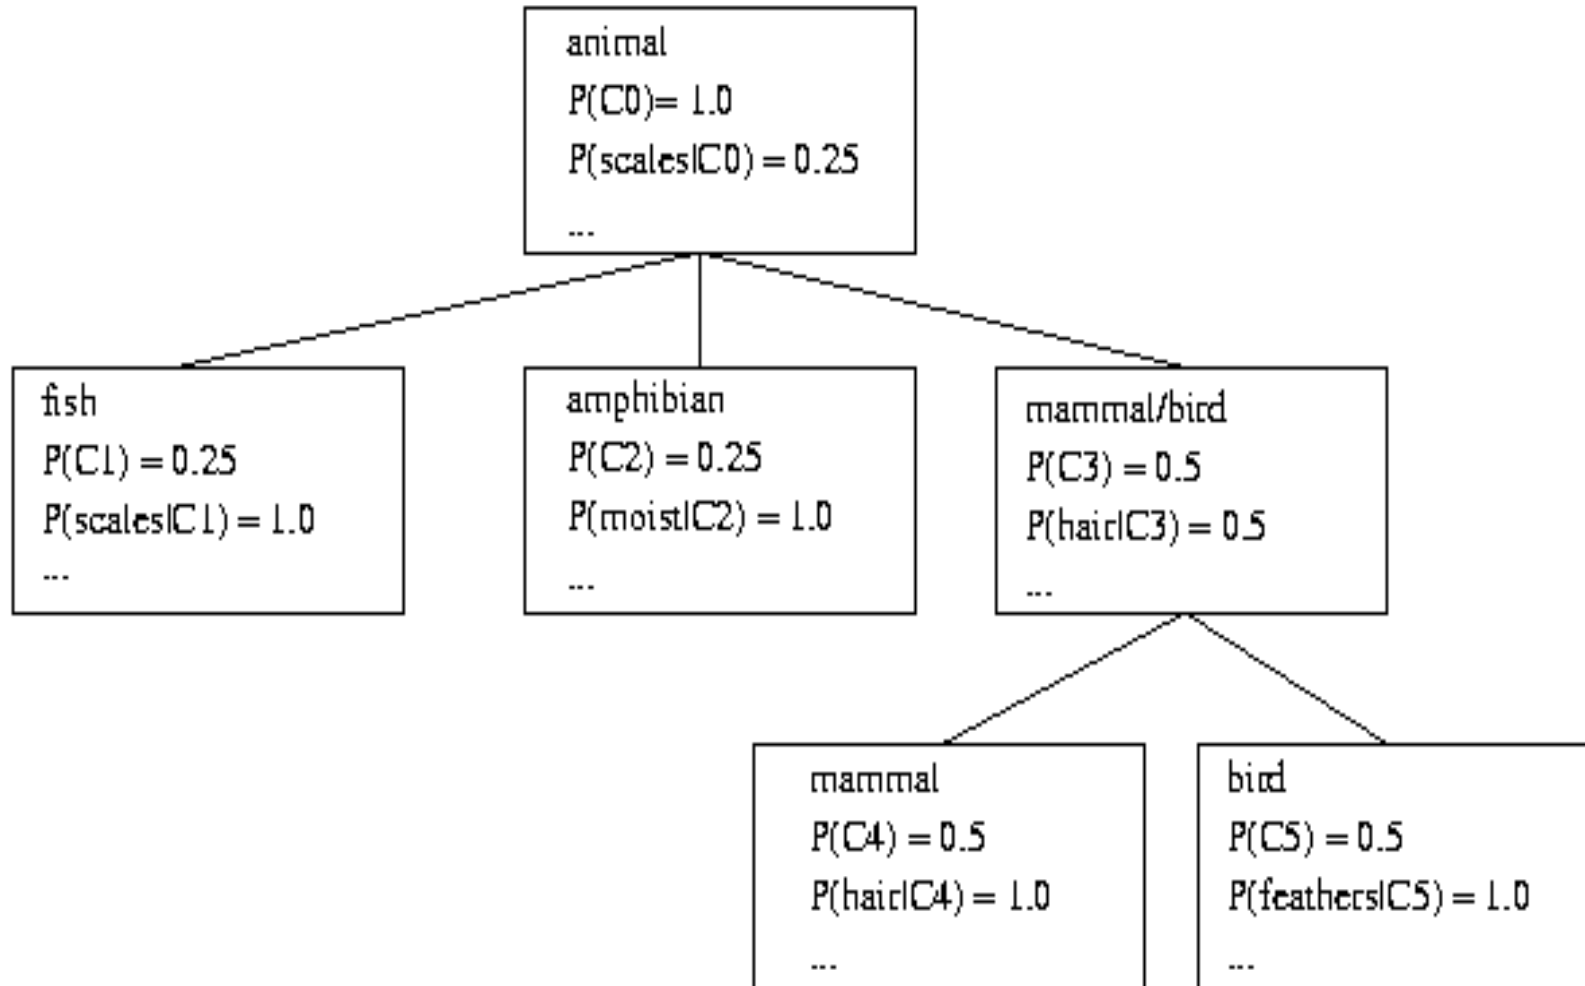 animal
P(C0)= 1.0
P(scales|C0) = 0.25
...
fish
P(C1) = 0.25
P(scales|C1) = 1.0
...
amphibian
P(C2) = 0.25
P(moist|C2) = 1.0
...
mammal/bird
P(C3) = 0.5
P(hair|C3) = 0.5
...
mammal
P(C4) = 0.5
P(hair|C4) = 1.0
...
bird
P(C5) = 0.5
P(feathers|C5) = 1.0
...